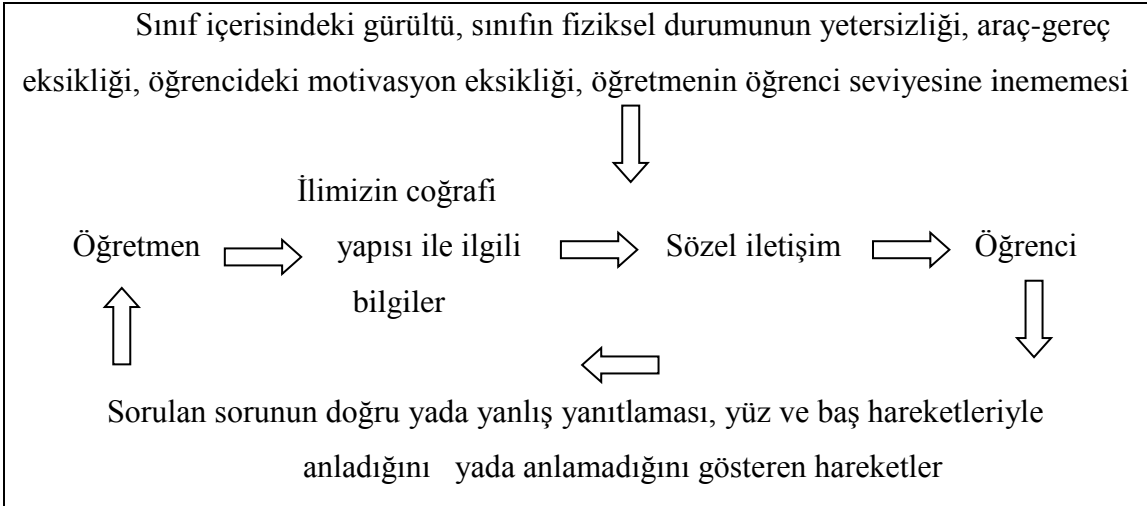 Sınıf içerisindeki gürültü, sınıfın fiziksel durumunun yetersizliği, araç-gereç
eksikliği, öğrencideki motivasyon eksikliği, öğretmenin öğrenci seviyesine inememesi
İlimizin coğrafi
Öğretmen yapısı ile ilgili Sözel iletişim Öğrenci
bilgiler
Sorulan sorunun doğru yada yanlış yanıtlaması, yüz ve baş hareketleriyle
anladığını yada anlamadığını gösteren hareketler